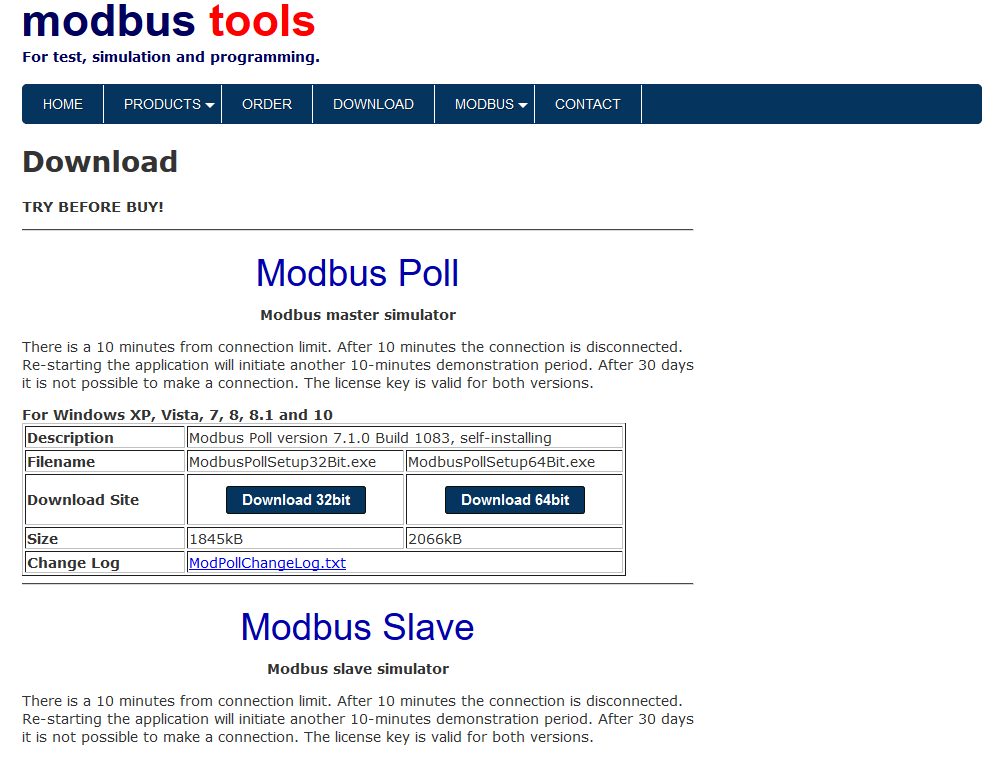 modbus tools
For test, simulation and programming.
HOME PRODUCTS ORDER DOWNLOAD MODBUS CONTACT
Download
TRY BEFORE BUY!
Modbus Poll
Modbus master simulator
There is a 10 minutes from connection limit. After 10 minutes the connection is disconnected.
Re-starting the application will initiate another 10-minutes demonstration period. After 30 days
it is not possible to make a connection. The license key is valid for both versions.
For Windows XP, Vista, 7, 8, 8.1 and 10
Description Modbus Poll version 7.1.0 Build 1083, self-installing
Filename ModbusPollSetup32Bit.exe ModbusPollSetup64Bit.exe
Download Site Download 32bit Download 64bit
Size 1845kB 2066kB
Change Log ModPollChangeLog.txt
Modbus Slave
Modbus slave simulator
There is a 10 minutes from connection limit. After 10 minutes the connection is disconnected.
Re-starting the application will initiate another 10-minutes demonstration period. After 30 days
it is not possible to make a connection. The license key is valid for both versions.